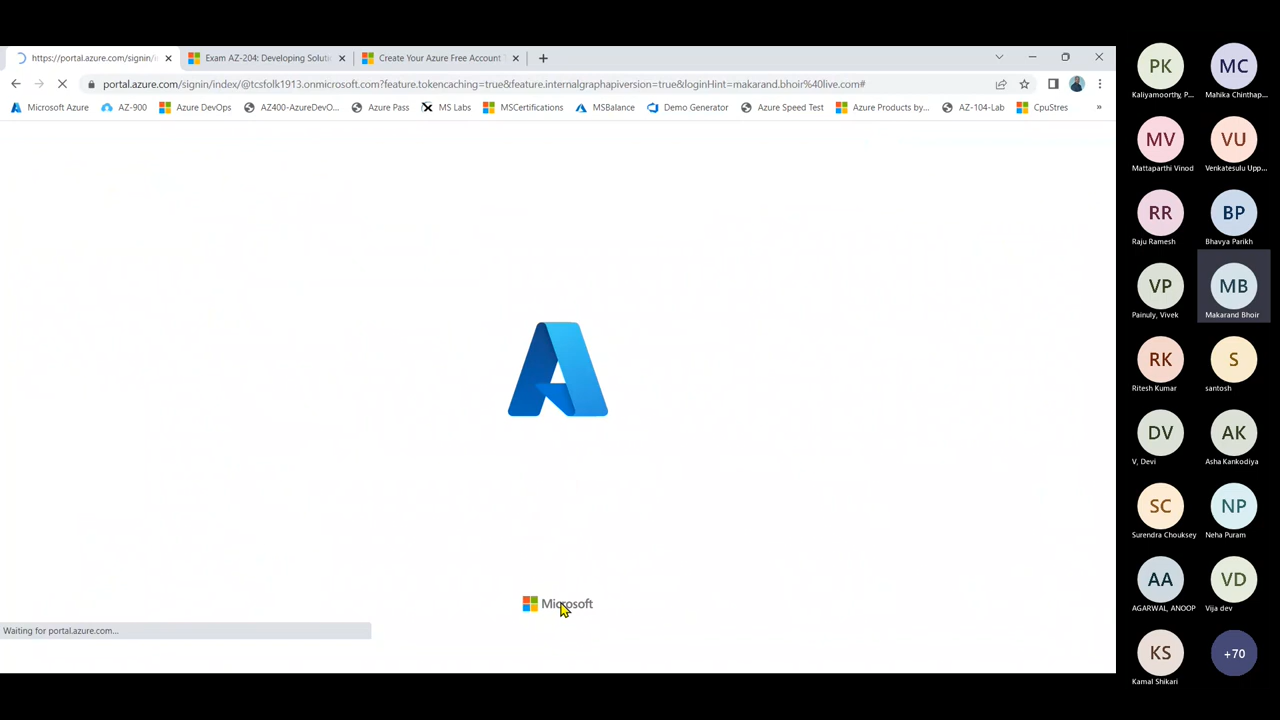 https://portal.azure.com/signin/i
Exam AZ-204: Developing Soluti
Create Your Azure Free Account
portal.azure.com/signin/index/@tcsfolk1913.onmicrosoft.com?feature.tokencaching=true&feature.internalgraphapiversion=true&loginHint=makarand.bhoir%40live.com#
Microsoft Azure
AZ-900
Azure DevOps
AZ400-AzureDevO...
Azure Pass
MS Labs
MSCertifications
MSBalance
Demo Generator
Azure Speed Test
Azure Products by...
AZ-104-Lab
CpuStres
»
Microsoft
Waiting for portal.azure.com...
PK
Kaliyamoorthy, P...
MC
Mahika Chinthap...
MV
Mattaparthi Vinod
VU
Venkatesulu Upp...
RR
Raju Ramesh
BP
Bhavya Parikh
VP
Painuly, Vivek
MB
Makarand Bhoir
RK
Ritesh Kumar
S
santosh
DV
V, Devi
AK
Asha Kankodiya
SC
Surendra Chouksey
NP
Neha Puram
AA
AGARWAL, ANOOP
VD
Vija dev
KS
Kamal Shikari
+70